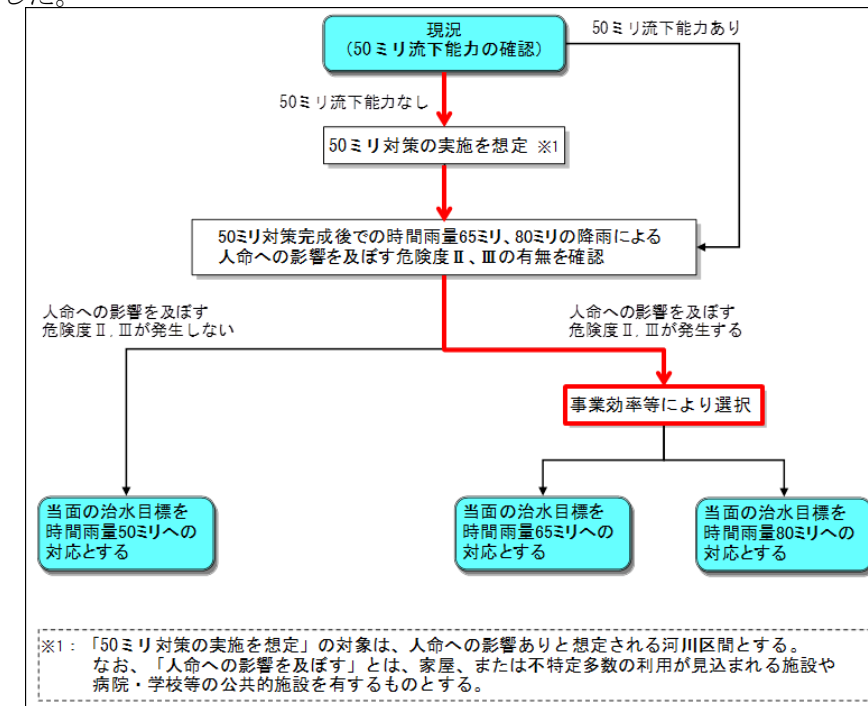 した。
現況
(50ミリ流下能力の確認)
50ミリ流下能力あり
50ミリ流下能力なし
50ミリ対策の実施を想定 ※1
50ミリ対策完成後での時間雨量65ミリ、80ミリの降雨による
人命への影響を及ぼす危険度Ⅱ、Ⅲの有無を確認
人命への影響を及ぼす
危険度Ⅱ,Ⅲが発生しない
人命への影響を及ぼす
危険度Ⅱ,Ⅲが発生する
事業効率等により選択
当面の治水目標を
時間雨量50ミリへの
対応とする
当面の治水目標を
時間雨量65ミリへの
対応とする
当面の治水目標を
時間雨量80ミリへの
対応とする
※1：「50ミリ対策の実施を想定」の対象は、人命への影響ありと想定される河川区間とする。
なお、「人命への影響を及ぼす」とは、家屋、または不特定多数の利用が見込まれる施設や
病院・学校等の公共的施設を有するものとする。